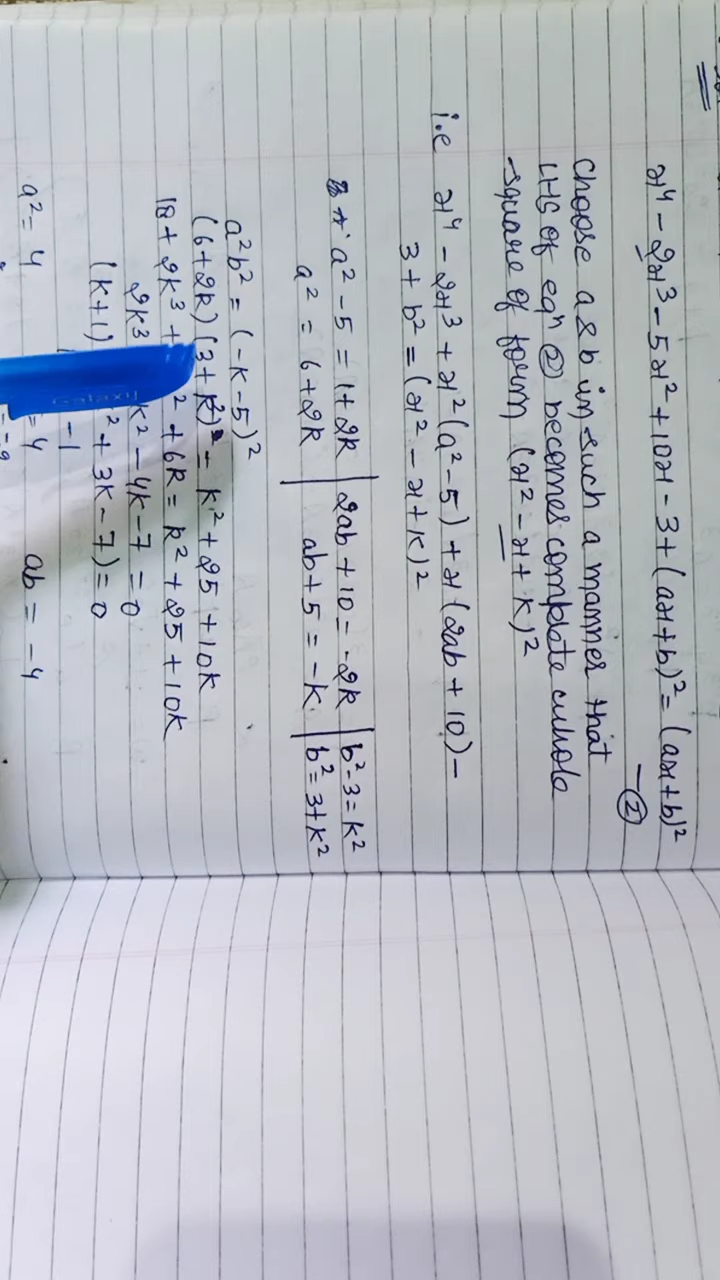 x⁴ - 2x³ - 5x² + 10x - 3 + (ax+b)² = (ax+b)²
- ②
Choose a & b in such a manner that
LHS of eqⁿ ② becomes complete whole
square of form (x² - x + k)²
i.e x⁴ - 2x³ + x²(a²-5) + x(2ab+10) -
3 + b² = (x² - x + k)²
a² - 5 = 1 + 2k | 2ab + 10 = -2k | b² - 3 = k²
a² = 6 + 2k | ab + 5 = -k | b² = 3 + k²
a²b² = (-k-5)²
(6+2k) (3+k²) = k² + 25 + 10k
18 + 2k³ + ² + 6k = k² + 25 + 10k
2k³ k² - 4k - 7 = 0
(k+1) ² + 3k - 7) = 0
-1
a² = 4 = 4 ab = -4
Galaxy